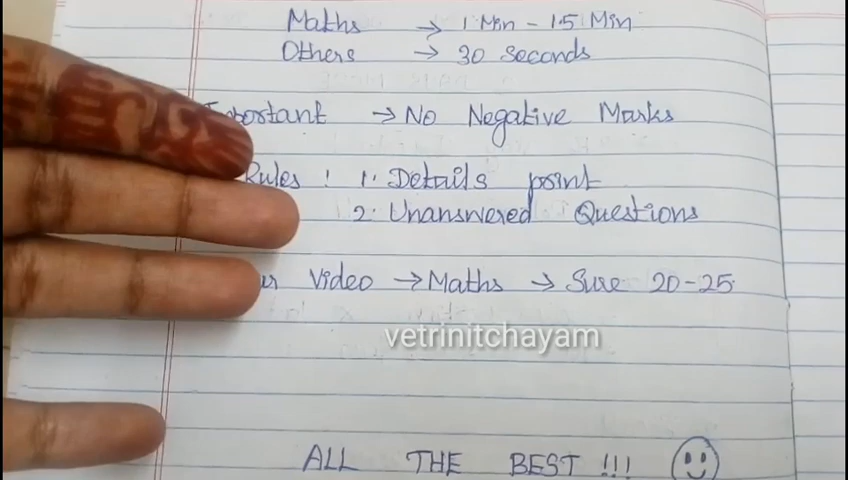 Maths → 1 Min - 1.5 Min
Others → 30 seconds
Important → No Negative Marks
Rules : 1. Details point
2. Unanswered Questions
Video → Maths → Sure 20-25
vetrinitchayam
ALL THE BEST !!!